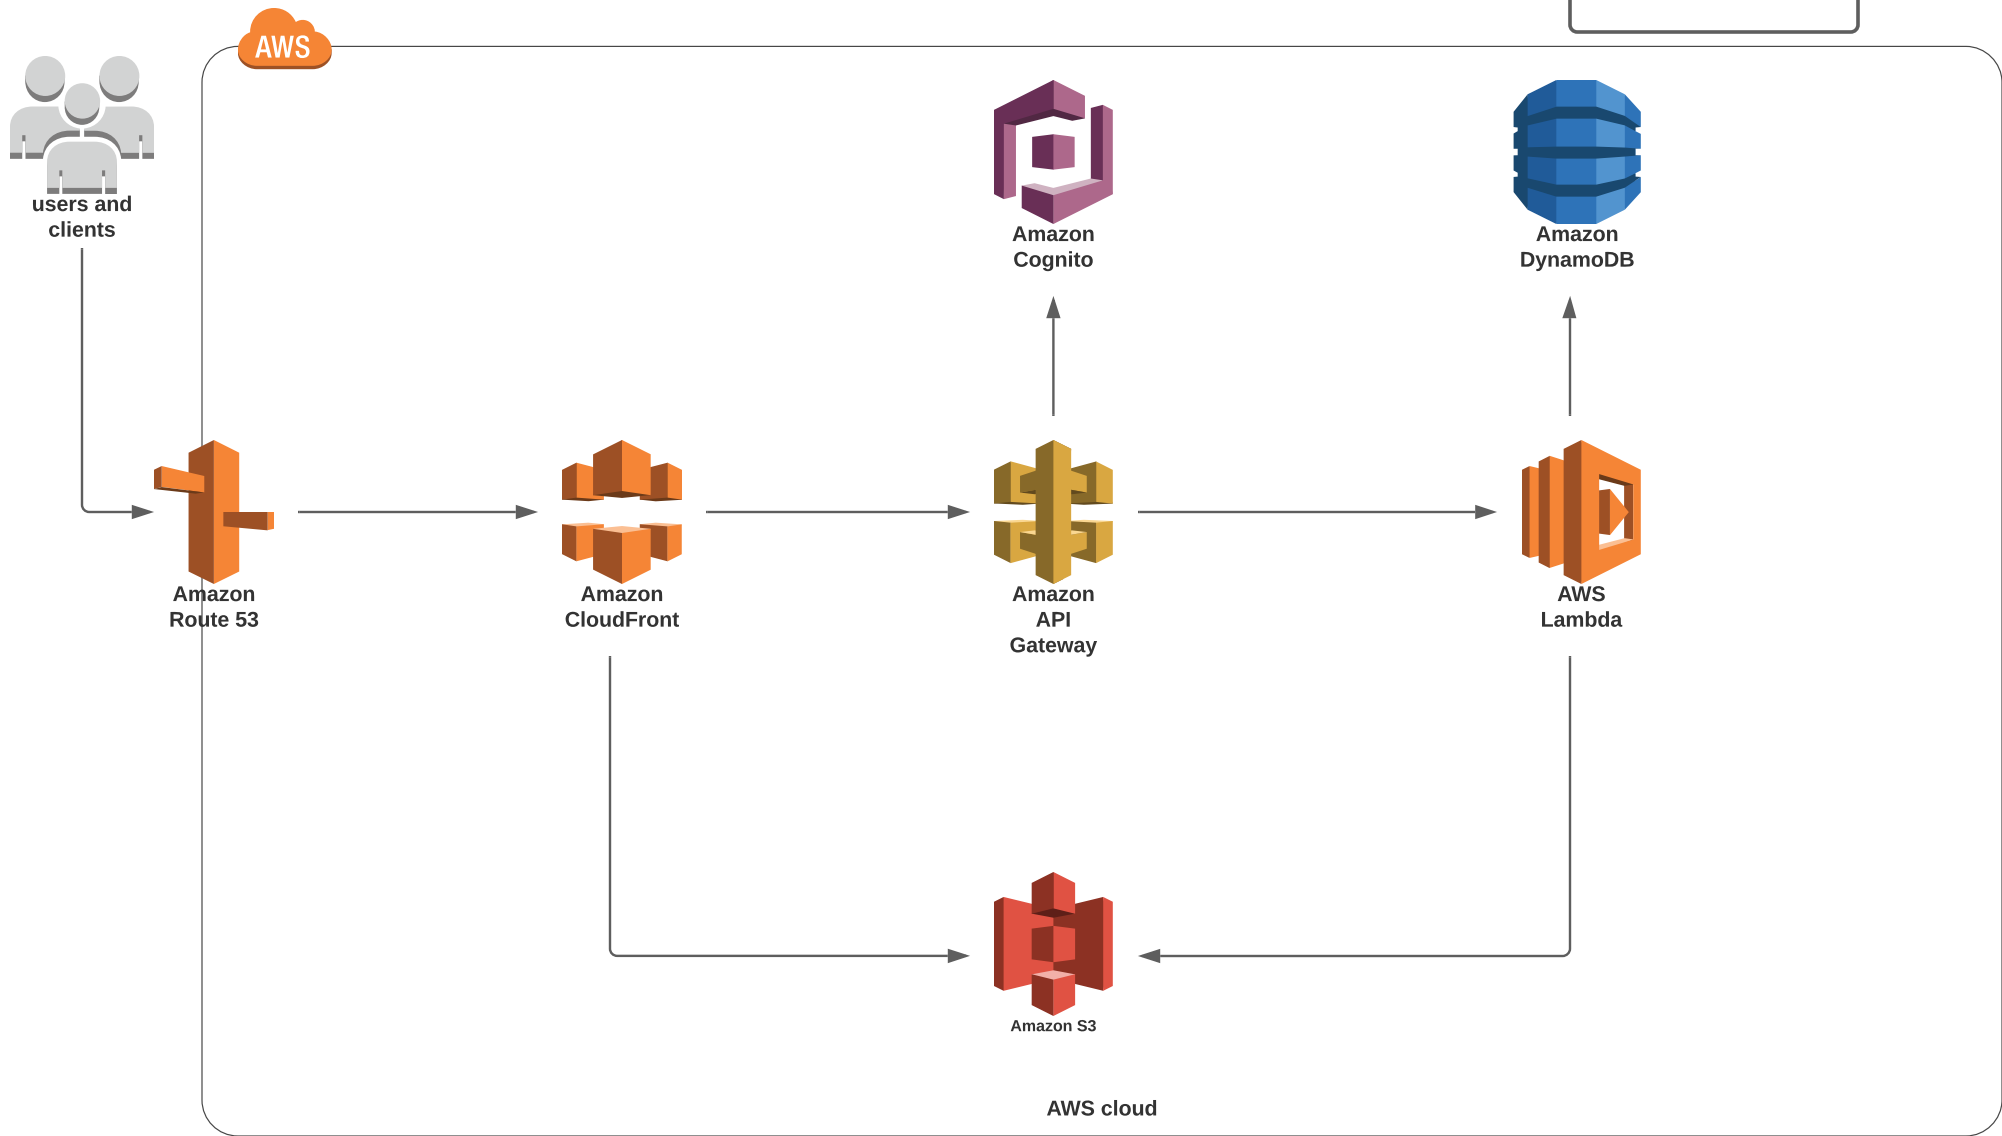 AWS
users and
clients
Amazon
Cognito
Amazon
DynamoDB
Amazon
Route 53
Amazon
CloudFront
Amazon
API
Gateway
AWS
Lambda
Amazon S3
AWS cloud